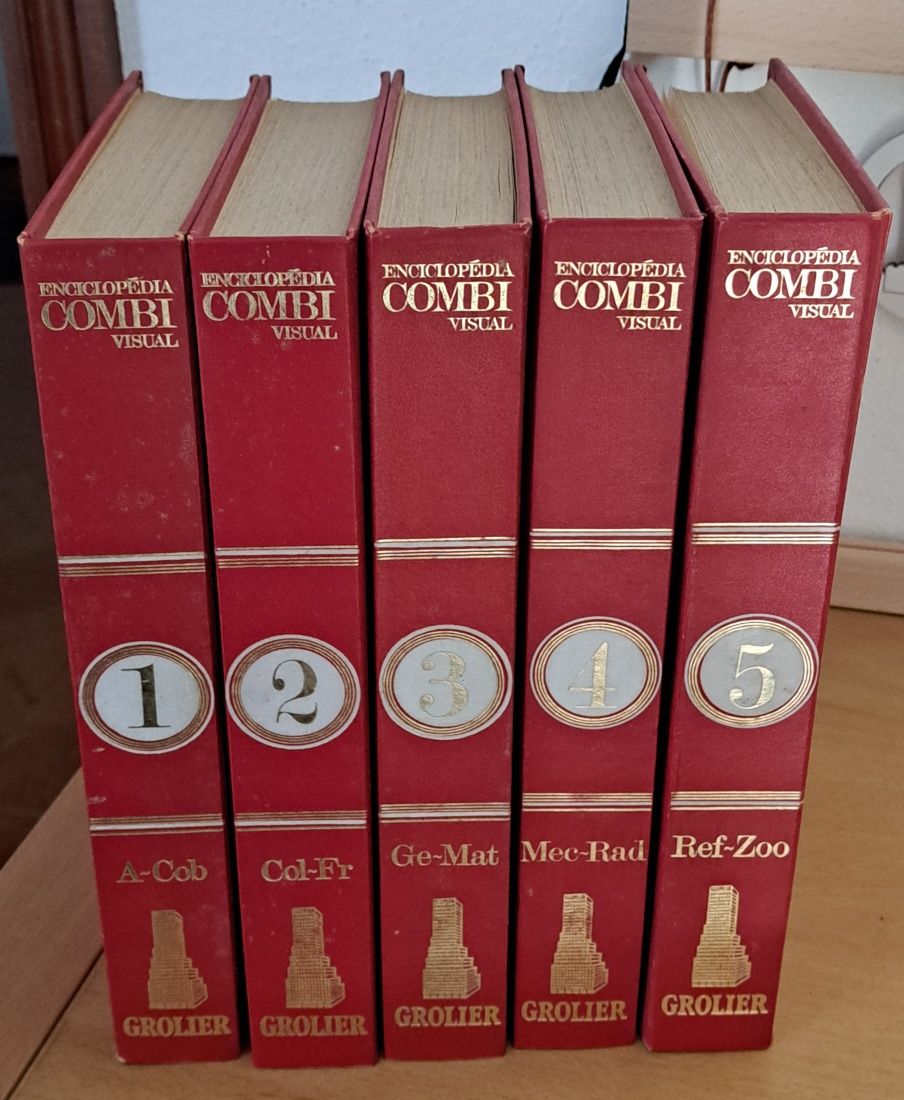 ENCICLOPÉDIA
COMBI
VISUAL
1
A~Cob
GROLIER
ENCICLOPÉDIA
COMBI
VISUAL
2
Col~Fr
GROLIER
ENCICLOPÉDIA
COMBI
VISUAL
3
Ge~Mat
GROLIER
ENCICLOPÉDIA
COMBI
VISUAL
4
Mec~Rad
GROLIER
ENCICLOPÉDIA
COMBI
VISUAL
5
Ref~Zoo
GROLIER